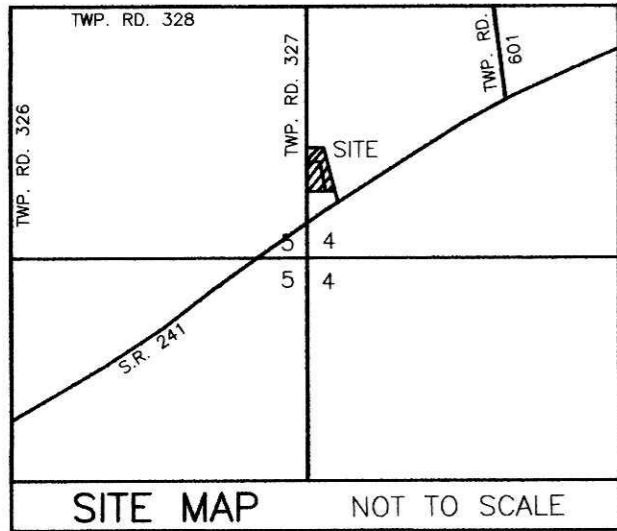 TWP. RD. 328
TWP. RD. 326
TWP. RD. 327
TWP. RD.
601
SITE
5 4
5 4
S.R. 241
SITE MAP NOT TO SCALE